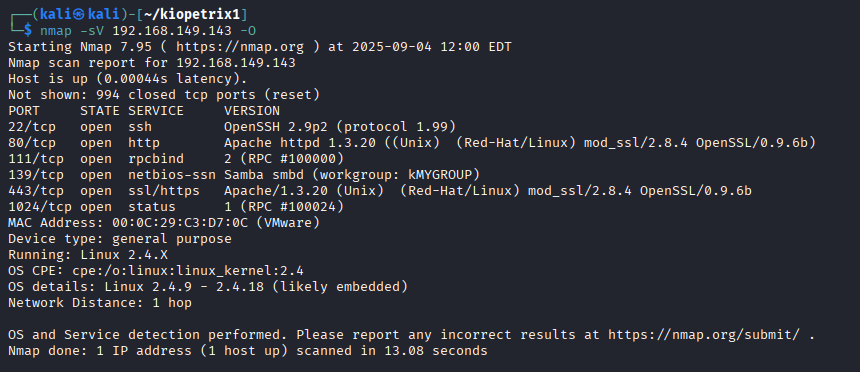 ┌──(kali㉿kali)-[~/kiopetrix1]
└─$ nmap -sV 192.168.149.143 -O
Starting Nmap 7.95 ( https://nmap.org ) at 2025-09-04 12:00 EDT
Nmap scan report for 192.168.149.143
Host is up (0.00044s latency).
Not shown: 994 closed tcp ports (reset)
PORT     STATE SERVICE     VERSION
22/tcp   open  ssh         OpenSSH 2.9p2 (protocol 1.99)
80/tcp   open  http        Apache httpd 1.3.20 ((Unix)  (Red-Hat/Linux) mod_ssl/2.8.4 OpenSSL/0.9.6b)
111/tcp  open  rpcbind     2 (RPC #100000)
139/tcp  open  netbios-ssn Samba smbd (workgroup: kMYGROUP)
443/tcp  open  ssl/https   Apache/1.3.20 (Unix)  (Red-Hat/Linux) mod_ssl/2.8.4 OpenSSL/0.9.6b
1024/tcp open  status      1 (RPC #100024)
MAC Address: 00:0C:29:C3:D7:0C (VMware)
Device type: general purpose
Running: Linux 2.4.X
OS CPE: cpe:/o:linux:linux_kernel:2.4
OS details: Linux 2.4.9 - 2.4.18 (likely embedded)
Network Distance: 1 hop

OS and Service detection performed. Please report any incorrect results at https://nmap.org/submit/ .
Nmap done: 1 IP address (1 host up) scanned in 13.08 seconds